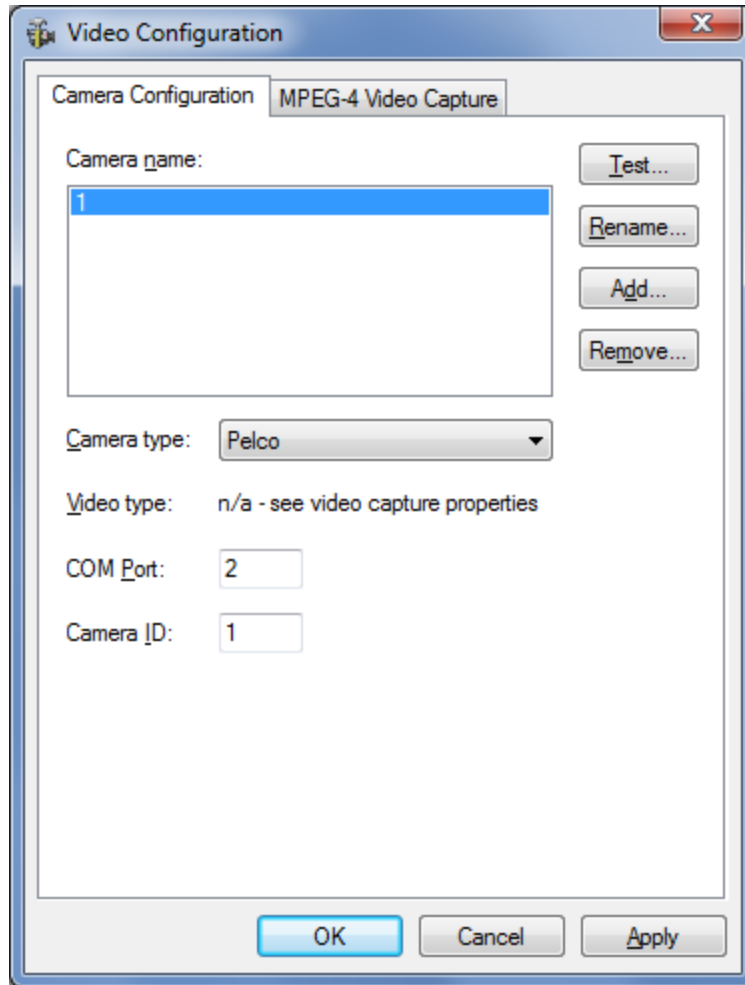 Video Configuration
Camera Configuration MPEG-4 Video Capture
Camera name: Test...
1
Rename...
Add...
Remove...
Camera type: Pelco
Video type: n/a - see video capture properties
COM Port: 2
Camera ID: 1
OK Cancel Apply